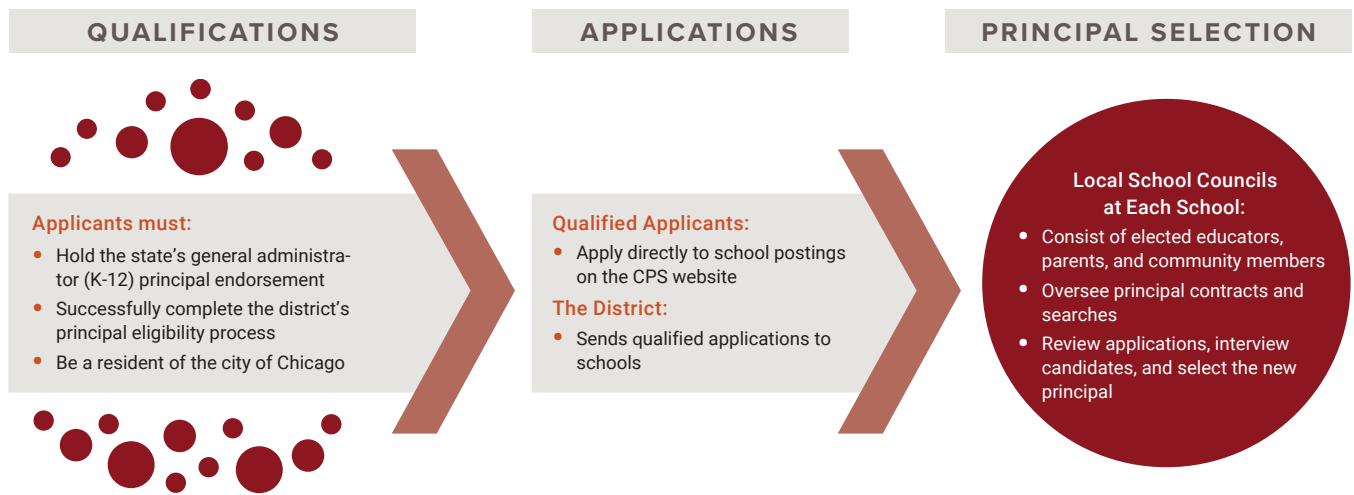 QUALIFICATIONS
Applicants must:
• Hold the state’s general administra-
tor (K-12) principal endorsement
• Successfully complete the district’s
principal eligibility process
• Be a resident of the city of Chicago
APPLICATIONS
Qualified Applicants:
• Apply directly to school postings
on the CPS website
The District:
• Sends qualified applications to
schools
PRINCIPAL SELECTION
Local School Councils
at Each School:
• Consist of elected educators,
parents, and community members
• Oversee principal contracts and
searches
• Review applications, interview
candidates, and select the new
principal